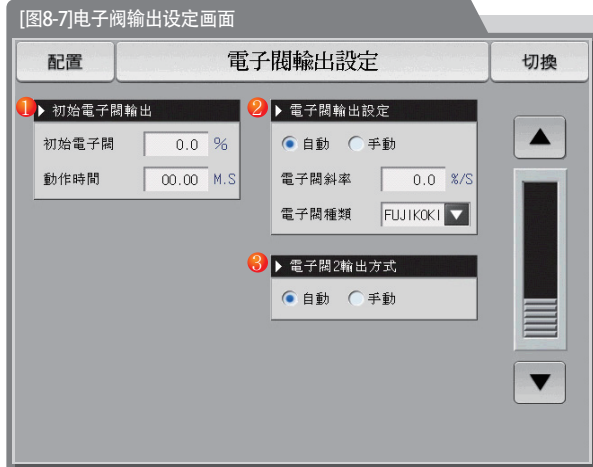 [图8-7]电子阀输出设定画面
配置
電子閥輸出設定
切換
1 ▶ 初始電子閥輸出
初始電子閥 0.0 %
動作時間 00.00 M.S
2 ▶ 電子閥輸出設定
自動 手動
電子閥斜率 0.0 %/S
電子閥種類 FUJIKOKI
3 ▶ 電子閥2輸出方式
自動 手動